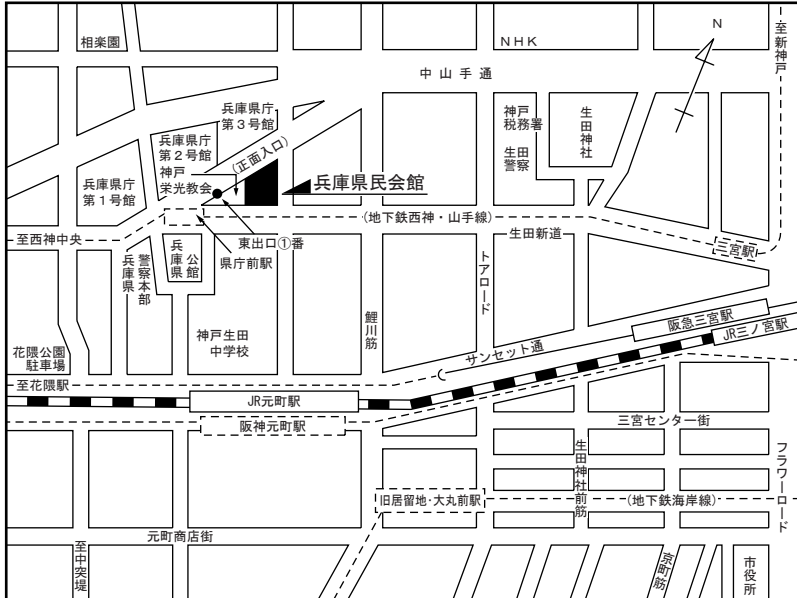 相楽園
NHK
至新神戸
N
中山手通
兵庫県庁
第3号館
神戸
税務署
生田
警察
生田神社
兵庫県庁
第2号館
(正面入口)
神戸
栄光教会
兵庫県民会館
兵庫県庁
第1号館
(地下鉄西神・山手線)
至西神中央
東出口①番
県庁前駅
生田新道
三宮駅
兵庫県
公館
兵庫県
警察本部
トアロード
鯉川筋
神戸生田
中学校
花隈公園
駐車場
サンセット通
阪急三宮駅
JR三ノ宮駅
至花隈駅
JR元町駅
阪神元町駅
三宮センター街
生田神社前筋
フラワーロード
旧居留地・大丸前駅
(地下鉄海岸線)
元町商店街
至中突堤
京町筋
市役所